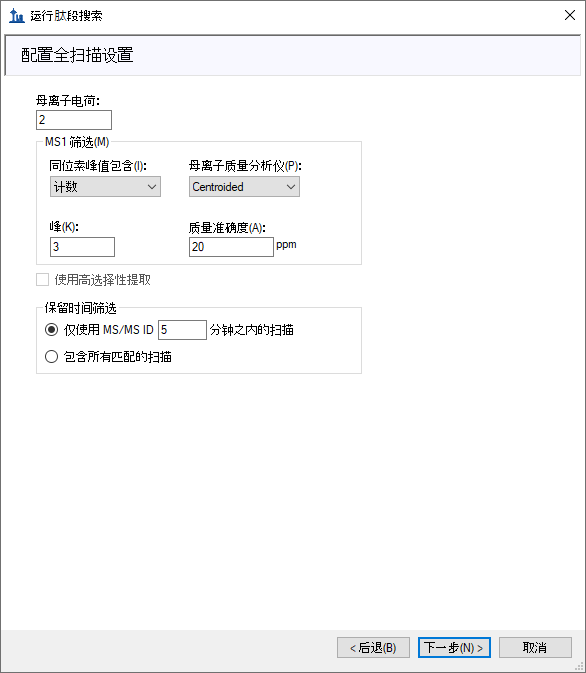 运行肽段搜索
配置全扫描设置
母离子电荷:
2
MS1 筛选(M)
同位素峰值包含(I): 母离子质量分析仪(P):
计数 Centroided
峰(K): 质量准确度(A):
3 20 ppm
使用高选择性提取
保留时间筛选
仅使用 MS/MS ID 5 分钟之内的扫描
包含所有匹配的扫描
< 后退(B) 下一步(N) > 取消